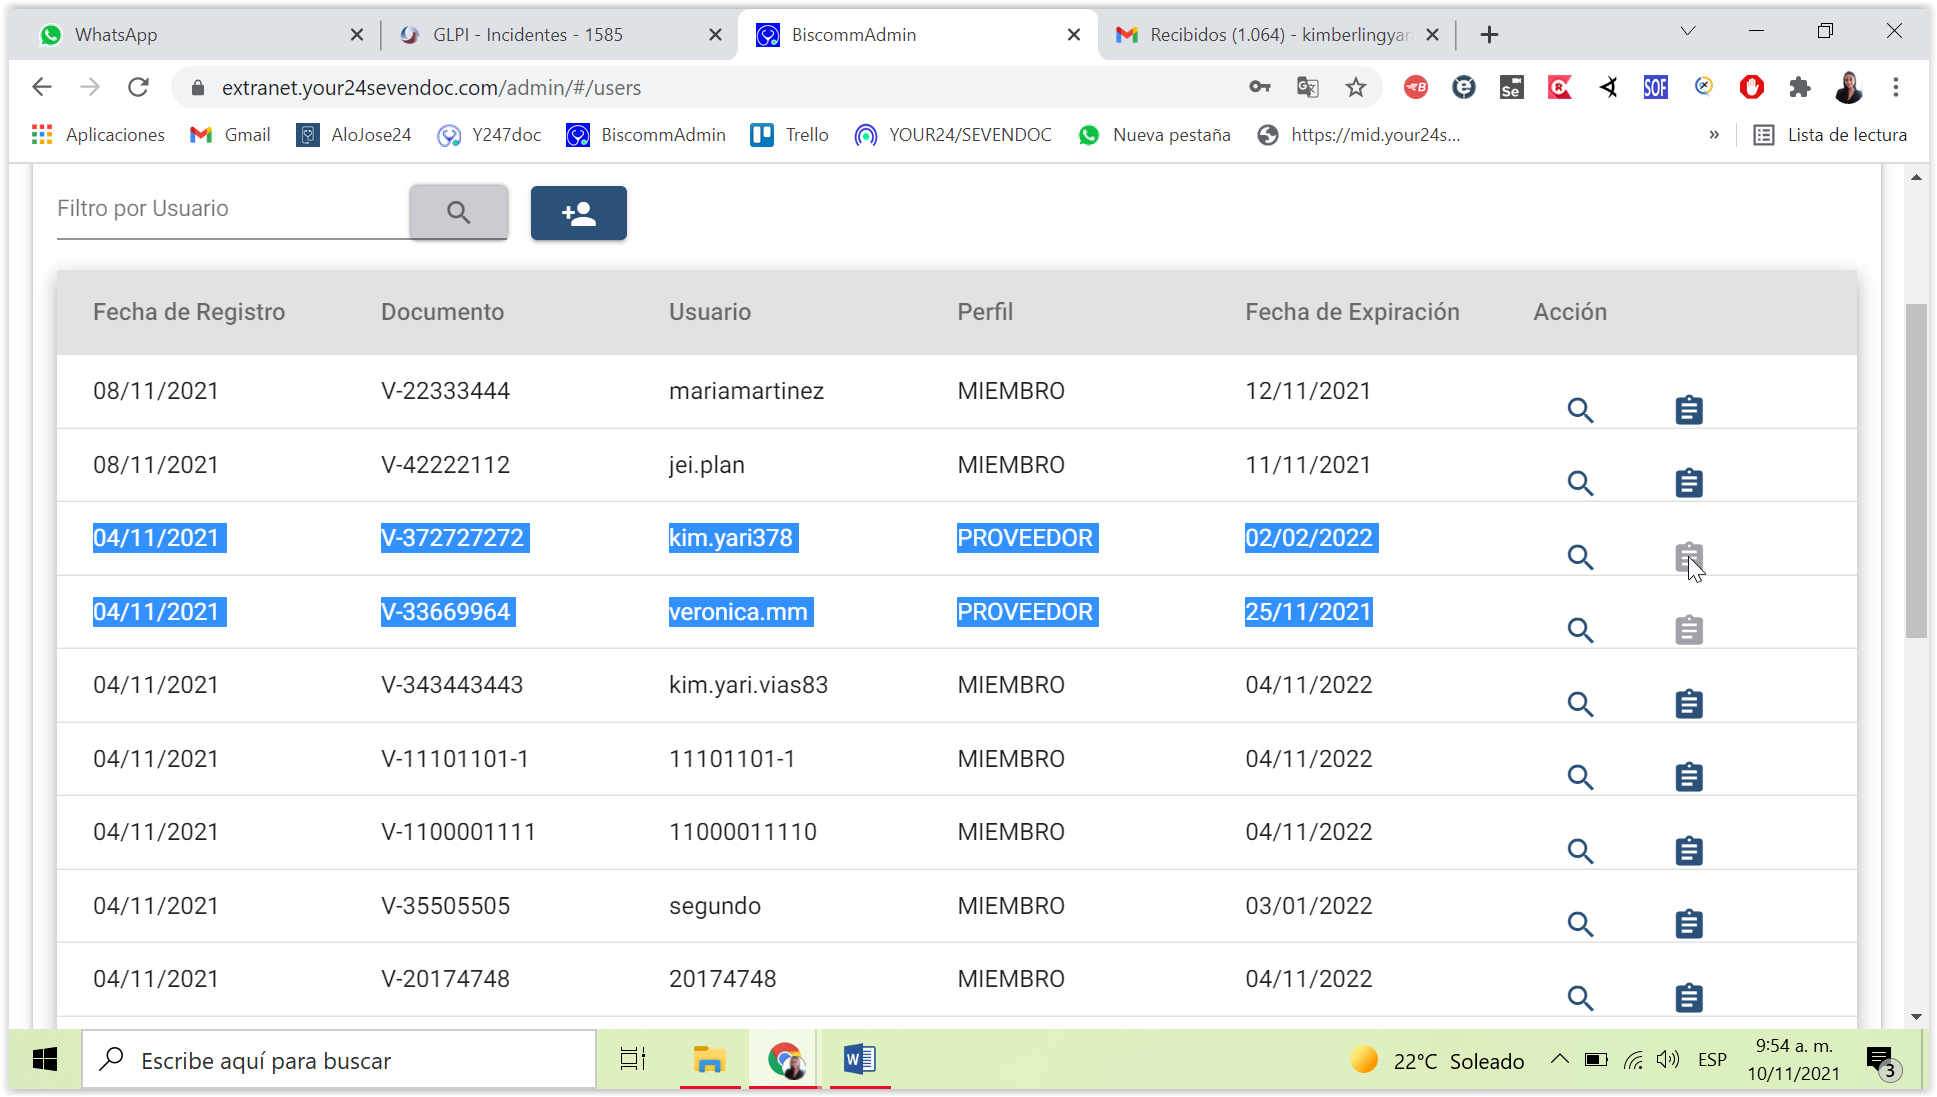 WhatsApp
GLPI - Incidentes - 1585
BiscommAdmin
Recibidos (1.064) - kimberlingyar
extranet.your24sevendoc.com/admin/#/users
Se
SOF
Aplicaciones
Gmail
AloJose24
Y247doc
BiscommAdmin
Trello
YOUR24/SEVENDOC
Nueva pestaña
https://mid.your24s...
»
Lista de lectura
Filtro por Usuario
Fecha de Registro Documento Usuario Perfil Fecha de Expiración Acción
08/11/2021 V-22333444 mariamartinez MIEMBRO 12/11/2021
08/11/2021 V-42222112 jei.plan MIEMBRO 11/11/2021
04/11/2021 V-372727272 kim.yari378 PROVEEDOR 02/02/2022
04/11/2021 V-33669964 veronica.mm PROVEEDOR 25/11/2021
04/11/2021 V-343443443 kim.yari.vias83 MIEMBRO 04/11/2022
04/11/2021 V-11101101-1 11101101-1 MIEMBRO 04/11/2022
04/11/2021 V-1100001111 11000011110 MIEMBRO 04/11/2022
04/11/2021 V-35505505 segundo MIEMBRO 03/01/2022
04/11/2021 V-20174748 20174748 MIEMBRO 04/11/2022
Escribe aquí para buscar
22°C Soleado
ESP
9:54 a. m.
10/11/2021
3